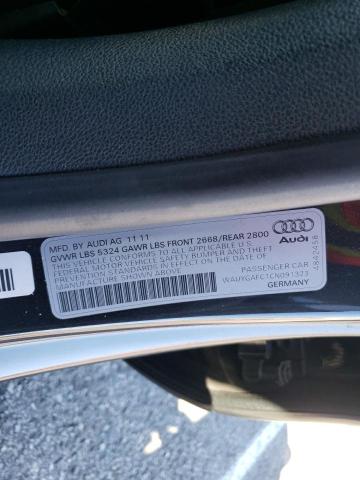 MFD. BY AUDI AG 11 11
GVWR LBS 5324 GAWR LBS FRONT 2668/REAR 2800
THIS VEHICLE CONFORMS TO ALL APPLICABLE U.S.
FEDERAL MOTOR VEHICLE SAFETY BUMPER AND THEFT
PREVENTION STANDARDS IN EFFECT ON THE DATE OF
MANUFACTURE SHOWN ABOVE.
Audi
4842458
PASSENGER CAR
WAUYGAFC1CN091323
GERMANY